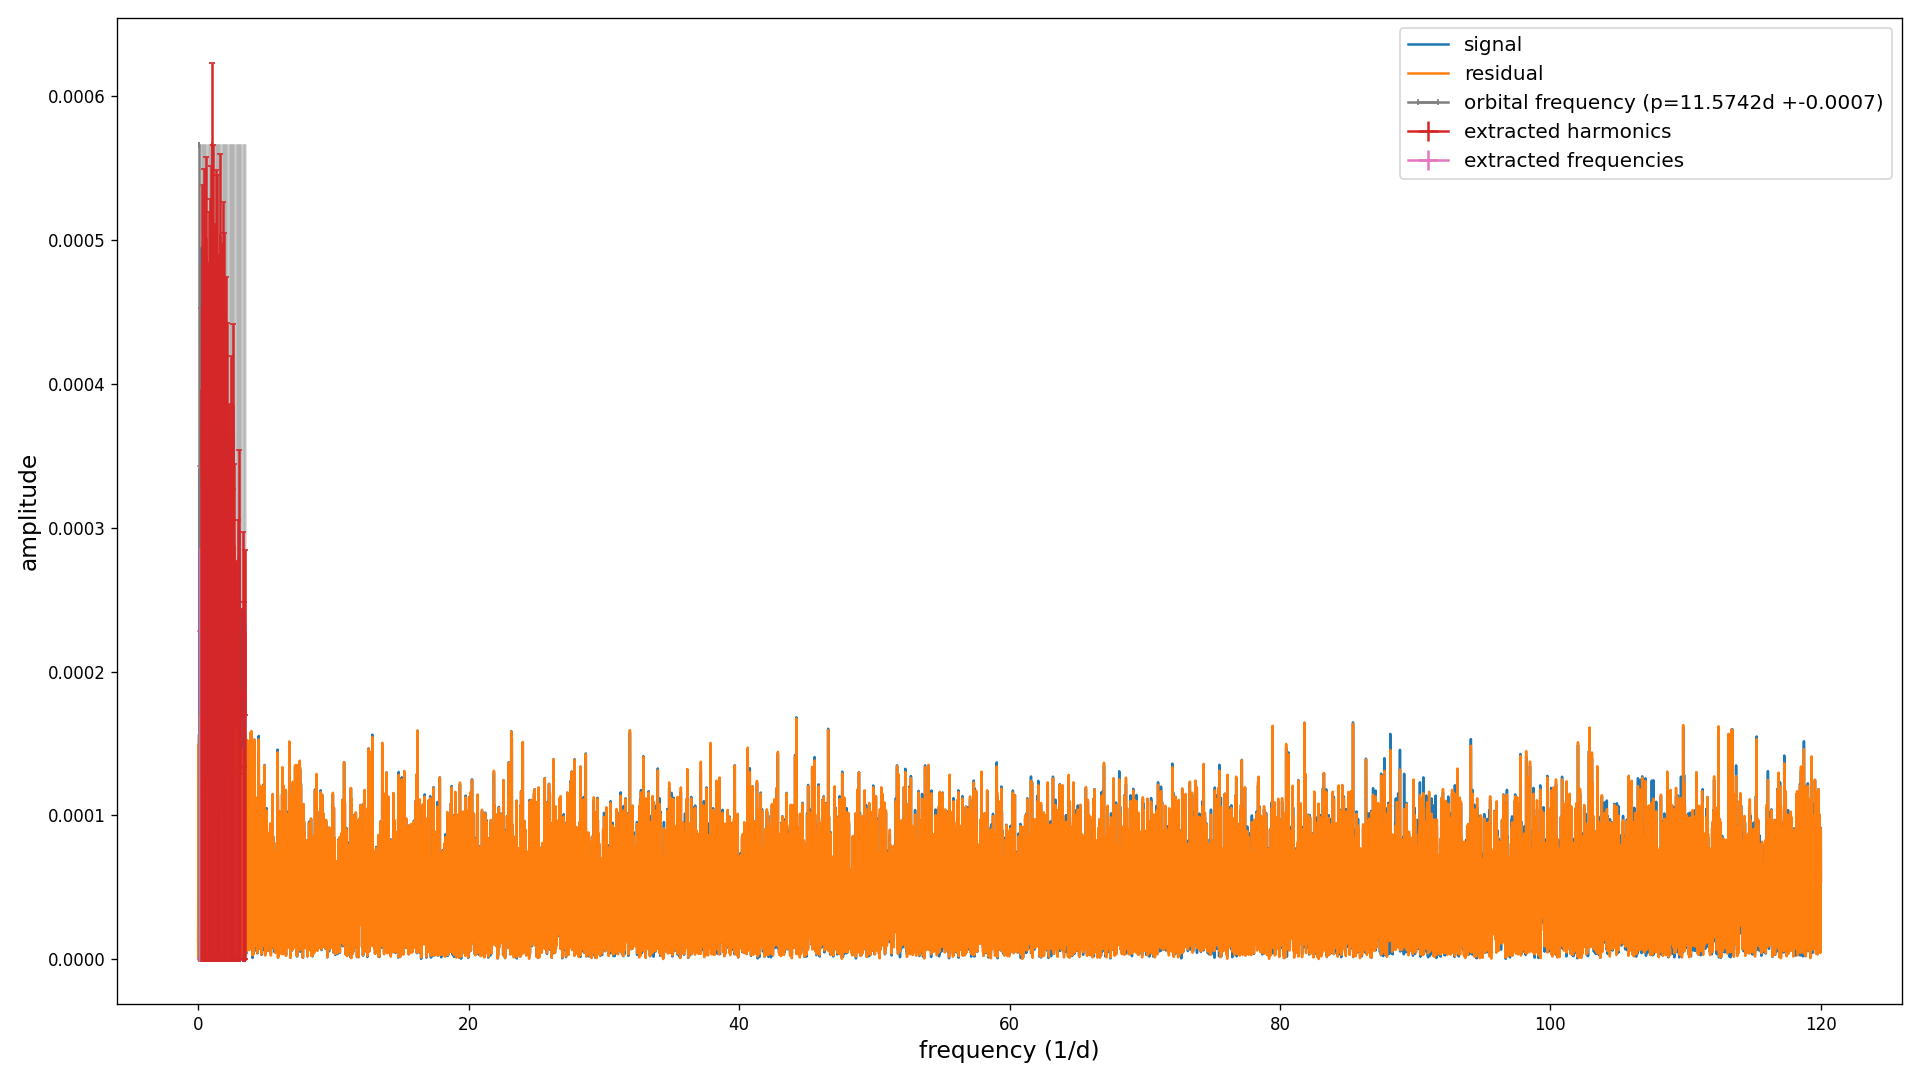 signal
residual
orbital frequency (p=11.5742d +-0.0007)
extracted harmonics
extracted frequencies
amplitude
0.0006
0.0005
0.0004
0.0003
0.0002
0.0001
0.0000
0 20 40 60 80 100 120
frequency (1/d)